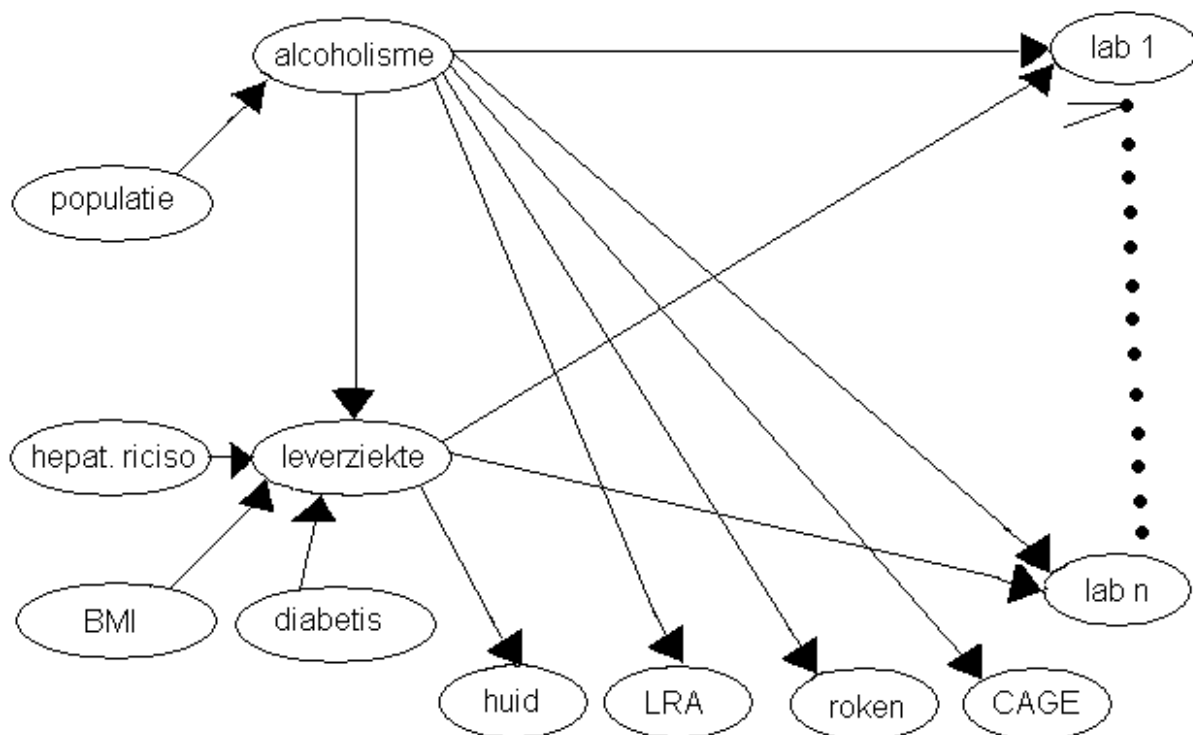 alcoholisme
lab 1
populatie
hepat. riciso
leverziekte
BMI
diabetis
lab n
huid
LRA
roken
CAGE